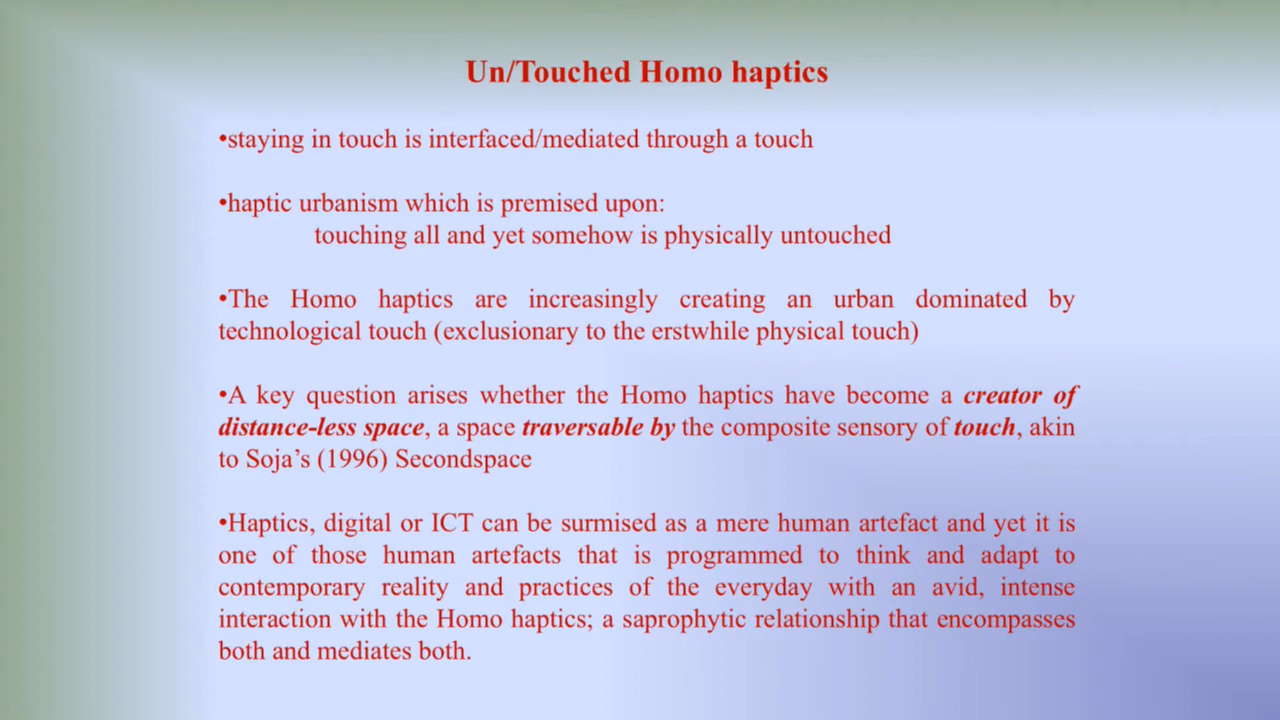 Un/Touched Homo haptics
•staying in touch is interfaced/mediated through a touch
•haptic urbanism which is premised upon:
touching all and yet somehow is physically untouched
•The Homo haptics are increasingly creating an urban dominated by
technological touch (exclusionary to the erstwhile physical touch)
•A key question arises whether the Homo haptics have become a creator of
distance-less space, a space traversable by the composite sensory of touch, akin
to Soja’s (1996) Secondspace
•Haptics, digital or ICT can be surmised as a mere human artefact and yet it is
one of those human artefacts that is programmed to think and adapt to
contemporary reality and practices of the everyday with an avid, intense
interaction with the Homo haptics; a saprophytic relationship that encompasses
both and mediates both.